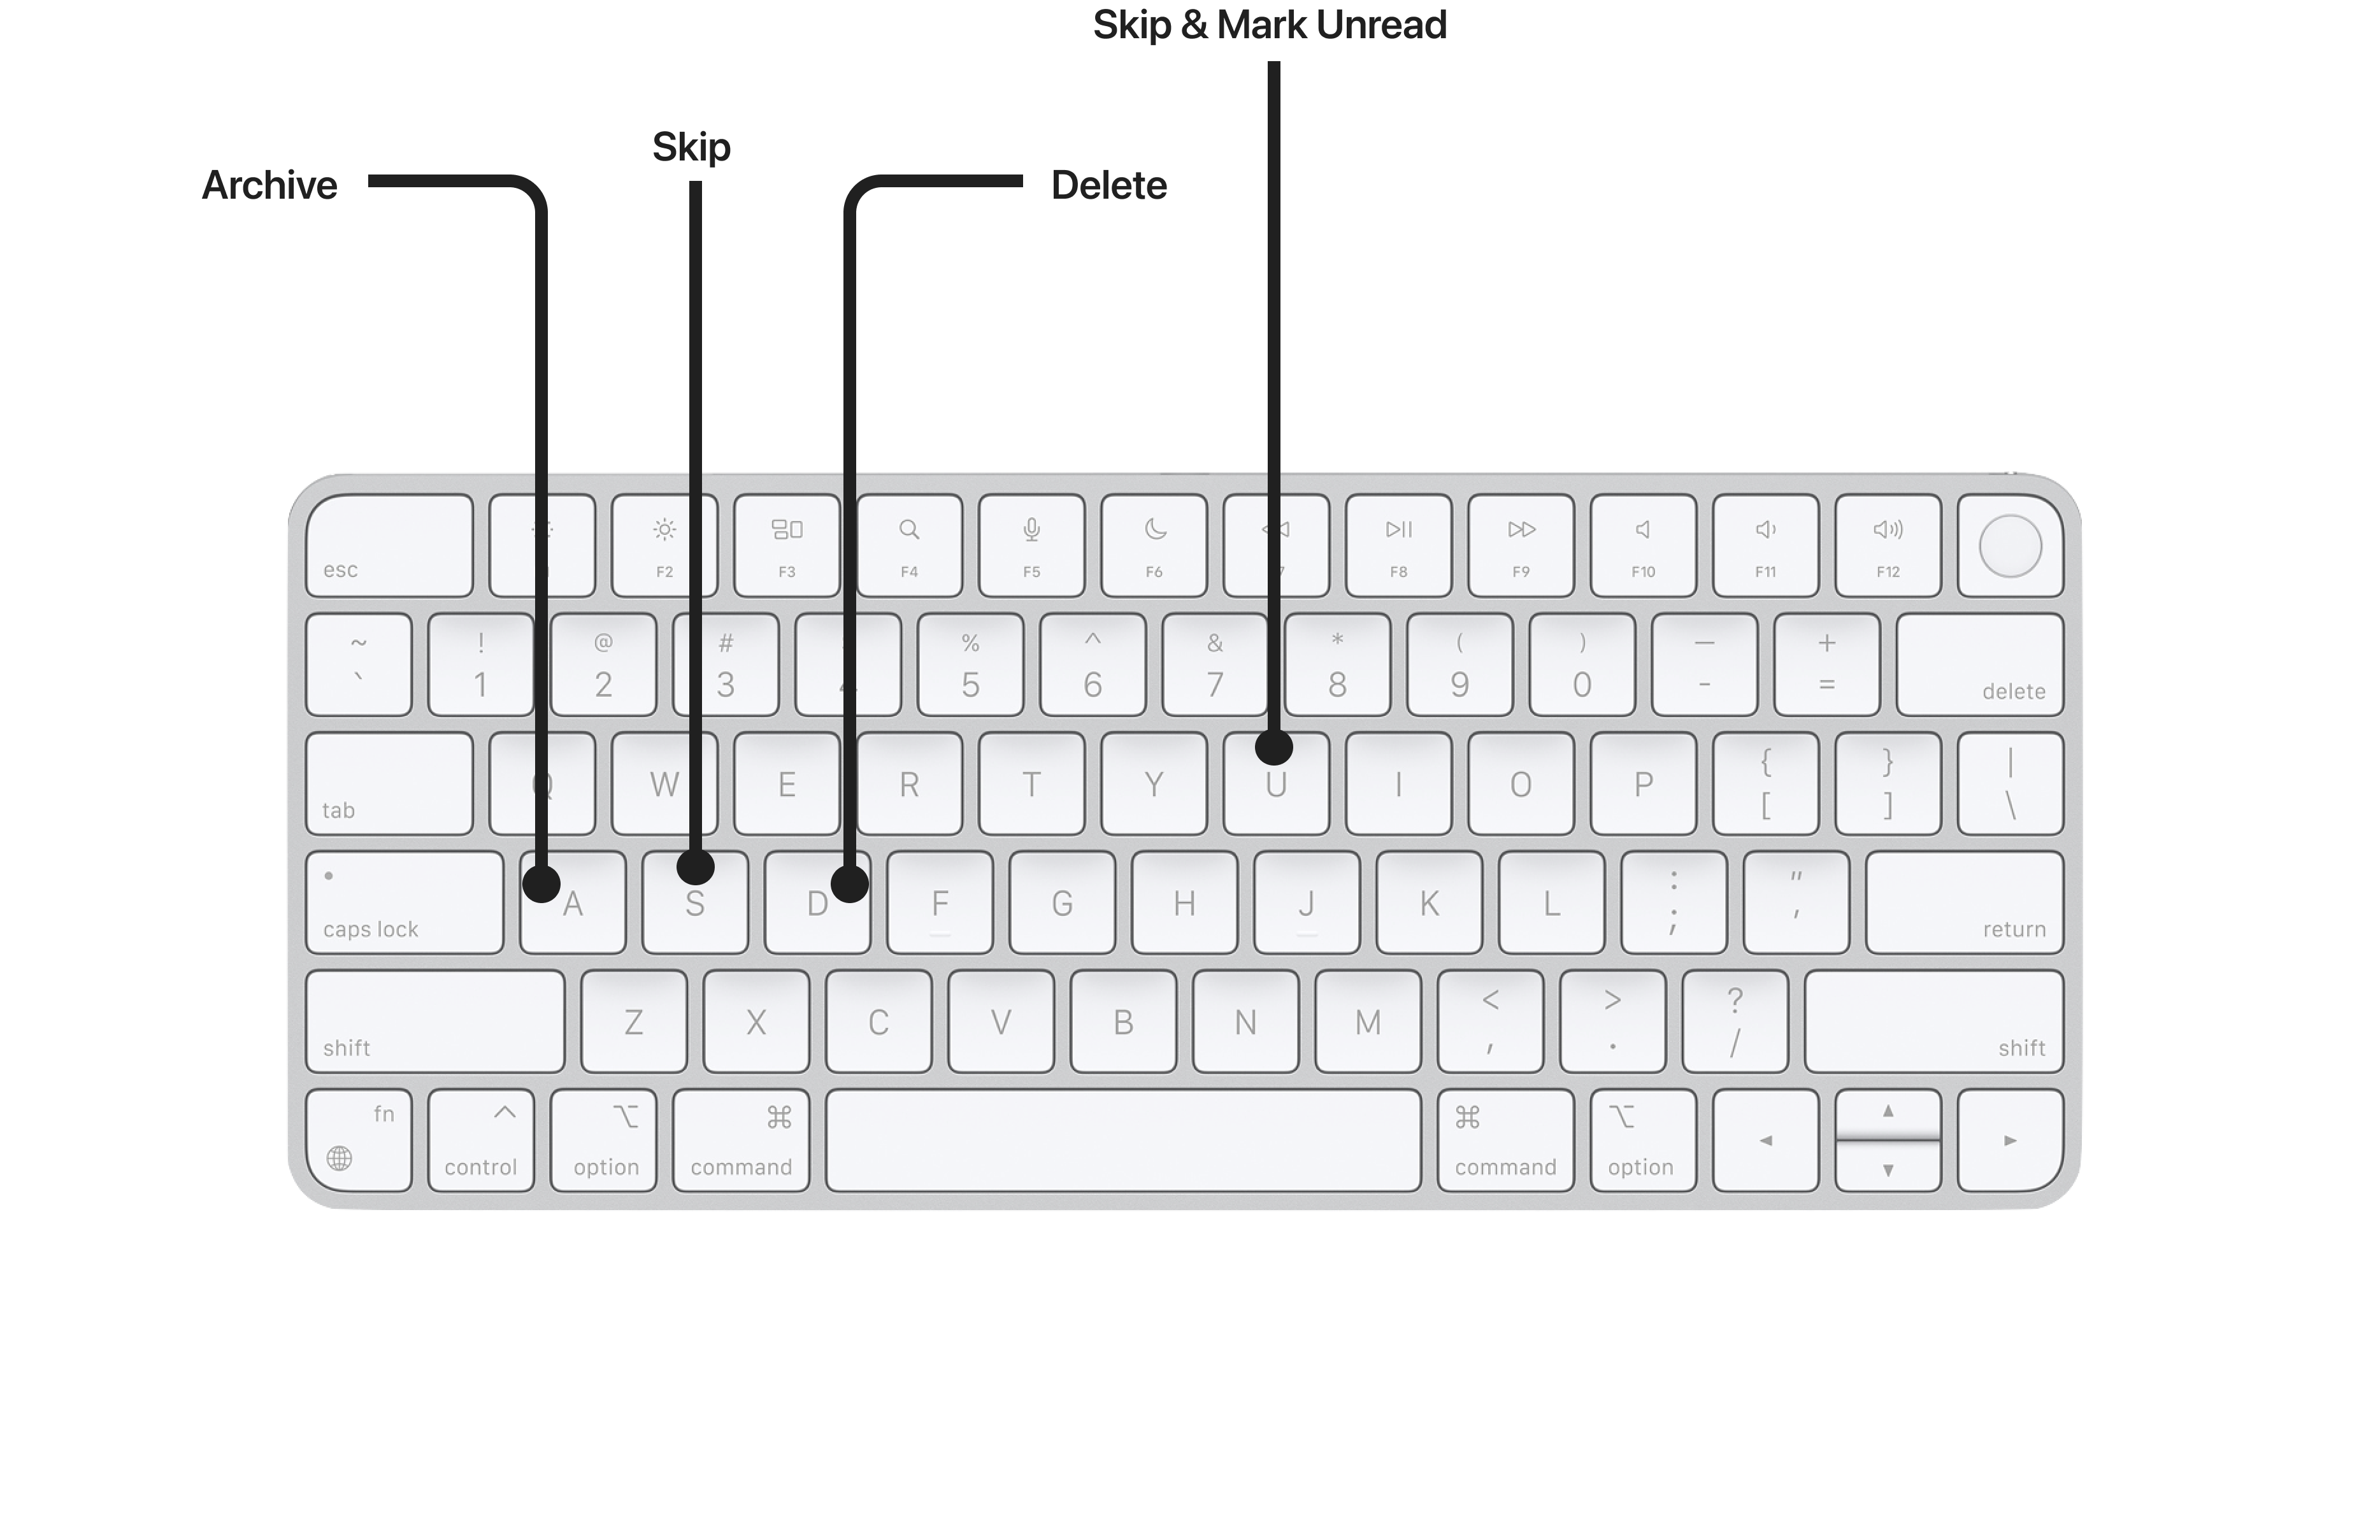 Skip & Mark Unread
Skip
Archive
Delete
esc
F2
F3
F4
F5
F6
F8
F9
F10
F11
F12
~
`
!
1
@
2
#
3
%
5
^
6
&
7
*
8
(
9
)
0
—
-
+
=
delete
tab
W
E
R
T
Y
U
I
O
P
{
[
}
]
|
\
caps lock
A
S
D
F
G
H
J
K
L
:
;
"
'
return
shift
Z
X
C
V
B
N
M
<
,
>
.
?
/
shift
fn
control
option
⌘
command
⌘
command
option